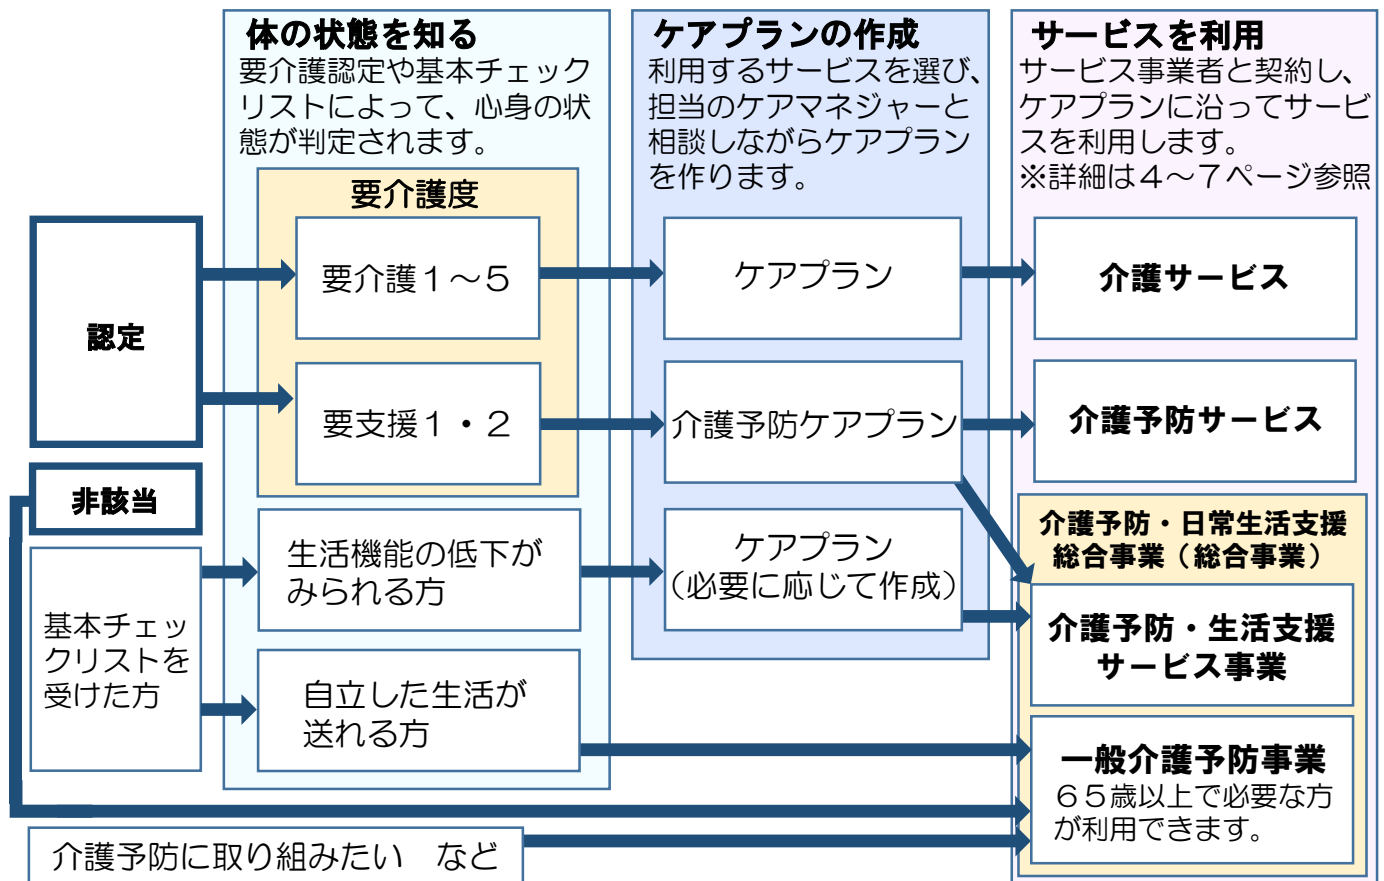 体の状態を知る
要介護認定や基本チェック
リストによって、心身の状
態が判定されます。
ケアプランの作成
利用するサービスを選び、
担当のケアマネジャーと
相談しながらケアプラン
を作ります。
サービスを利用
サービス事業者と契約し、
ケアプランに沿ってサービ
スを利用します。
※詳細は４～７ページ参照
要介護度
認定
要介護１～５
ケアプラン
介護サービス
要支援１・２
介護予防ケアプラン
介護予防サービス
非該当
基本チェッ
クリストを
受けた方
生活機能の低下が
みられる方
ケアプラン
（必要に応じて作成）
介護予防・日常生活支援
総合事業（総合事業）
介護予防・生活支援
サービス事業
自立した生活が
送れる方
一般介護予防事業
６５歳以上で必要な方
が利用できます。
介護予防に取り組みたい　など